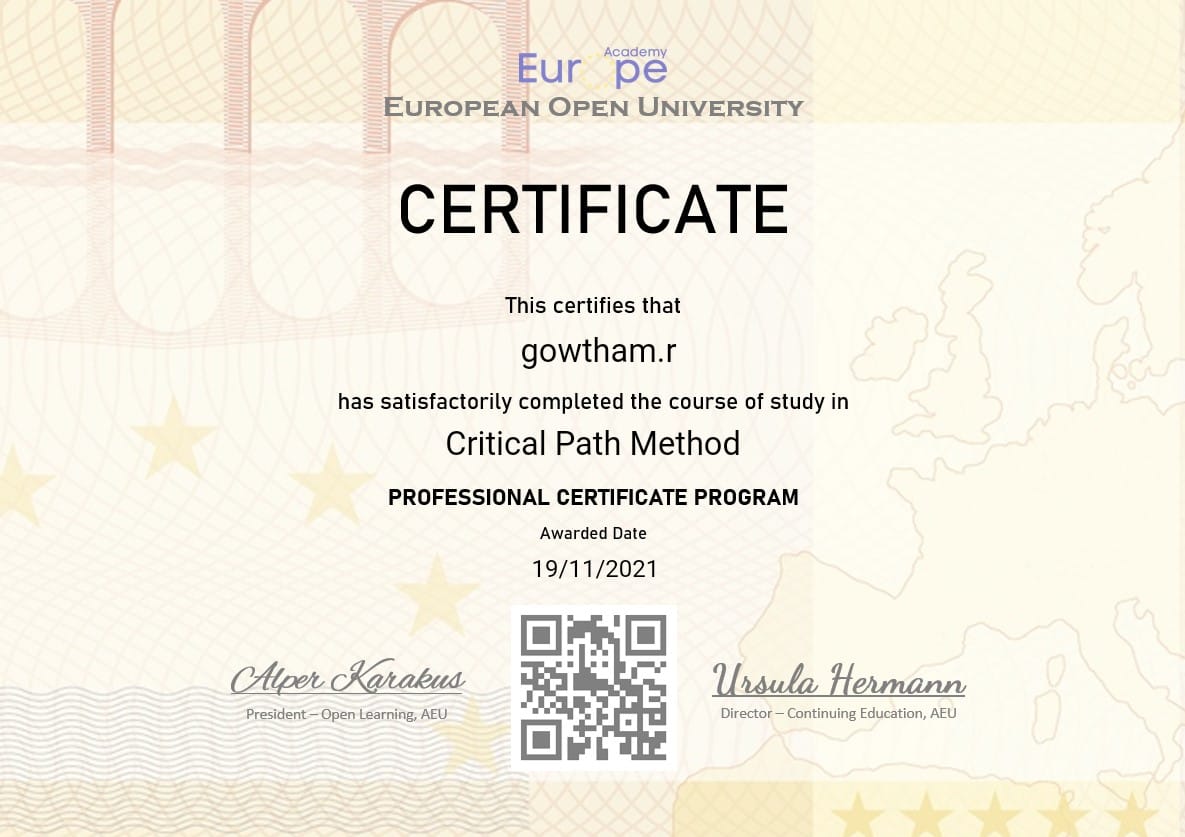 Academy
Europe
EUROPEAN OPEN UNIVERSITY
CERTIFICATE
This certifies that
gowtham.r
has satisfactorily completed the course of study in
Critical Path Method
PROFESSIONAL CERTIFICATE PROGRAM
Awarded Date
19/11/2021
Alper Karakus
President – Open Learning, AEU
Ursula Hermann
Director – Continuing Education, AEU